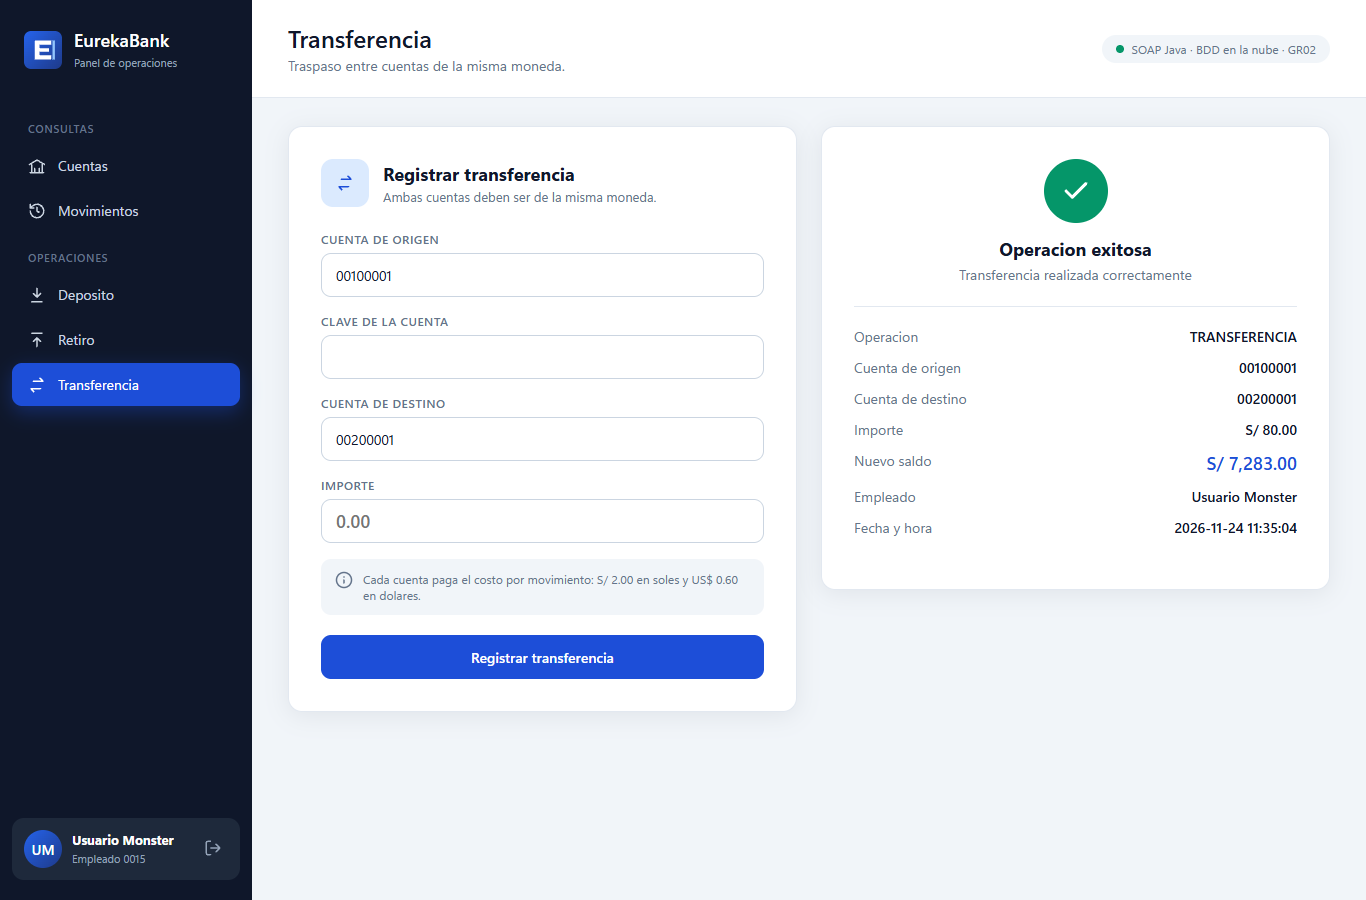 EurekaBank
Panel de operaciones
CONSULTAS
Cuentas
Movimientos
OPERACIONES
Deposito
Retiro
Transferencia
UM
Usuario Monster
Empleado 0015
Transferencia
Traspaso entre cuentas de la misma moneda.
SOAP Java · BDD en la nube · GR02
Registrar transferencia
Ambas cuentas deben ser de la misma moneda.
CUENTA DE ORIGEN
00100001
CLAVE DE LA CUENTA
CUENTA DE DESTINO
00200001
IMPORTE
0.00
Cada cuenta paga el costo por movimiento: S/ 2.00 en soles y US$ 0.60
en dolares.
Registrar transferencia
Operacion exitosa
Transferencia realizada correctamente
Operacion TRANSFERENCIA
Cuenta de origen 00100001
Cuenta de destino 00200001
Importe S/ 80.00
Nuevo saldo S/ 7,283.00
Empleado Usuario Monster
Fecha y hora 2026-11-24 11:35:04